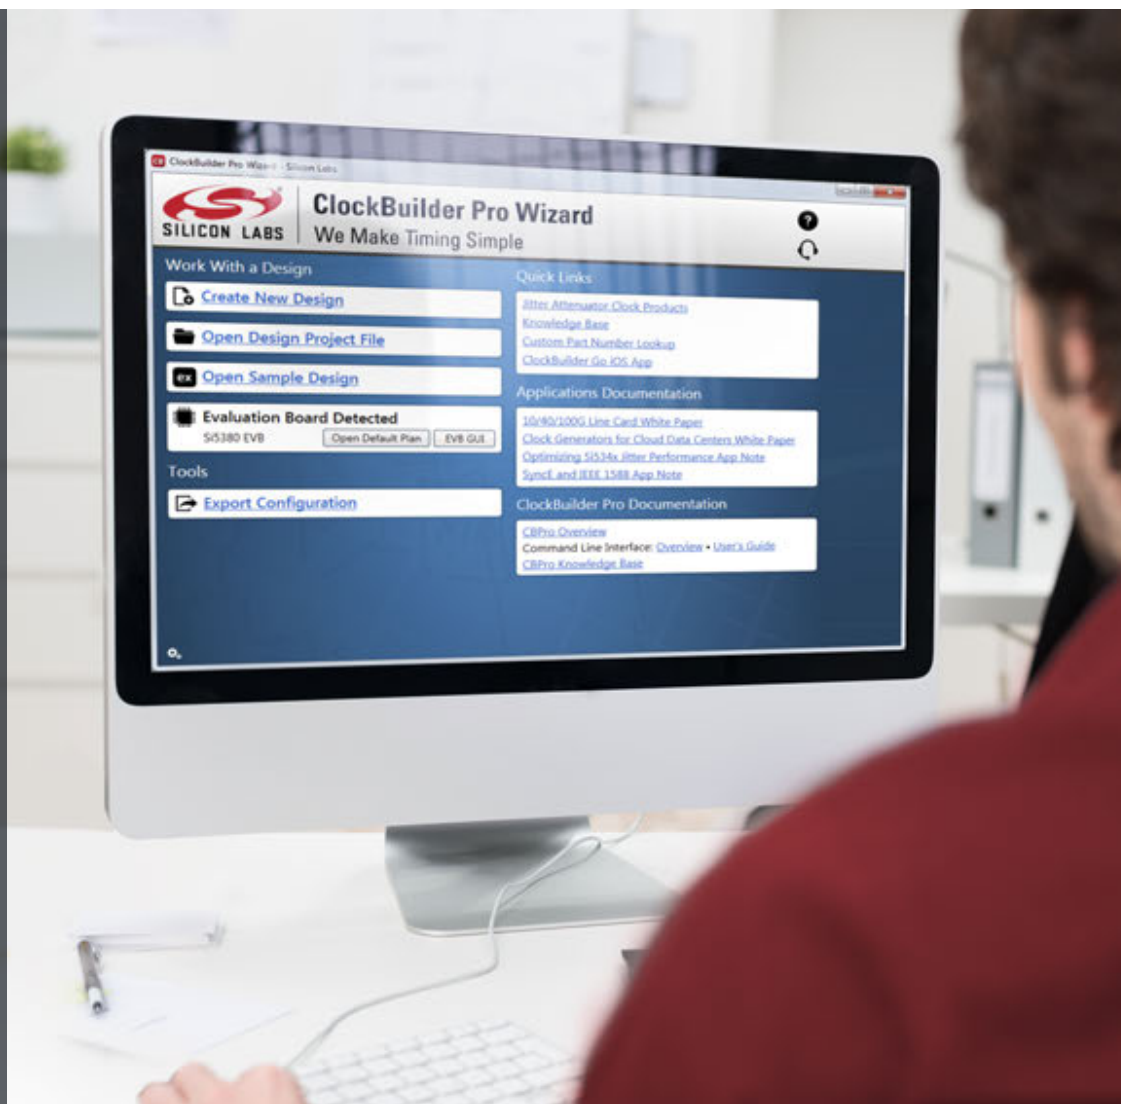 ClockBuilder Pro Wizard - Silicon Labs
SILICON LABS
ClockBuilder Pro Wizard
We Make Timing Simple
?
Work With a Design
Create New Design
Open Design Project File
ex Open Sample Design
Evaluation Board Detected
Si5380 EVB Open Default Plan EVB GUI
Tools
Export Configuration
Quick Links
Jitter Attenuator Clock Products
Knowledge Base
Custom Part Number Lookup
ClockBuilder Go iOS App
Applications Documentation
10/40/100G Line Card White Paper
Clock Generators for Cloud Data Centers White Paper
Optimizing Si534x Jitter Performance App Note
SyncE and IEEE 1588 App Note
ClockBuilder Pro Documentation
CBPro Overview
Command Line Interface: Overview • User's Guide
CBPro Knowledge Base